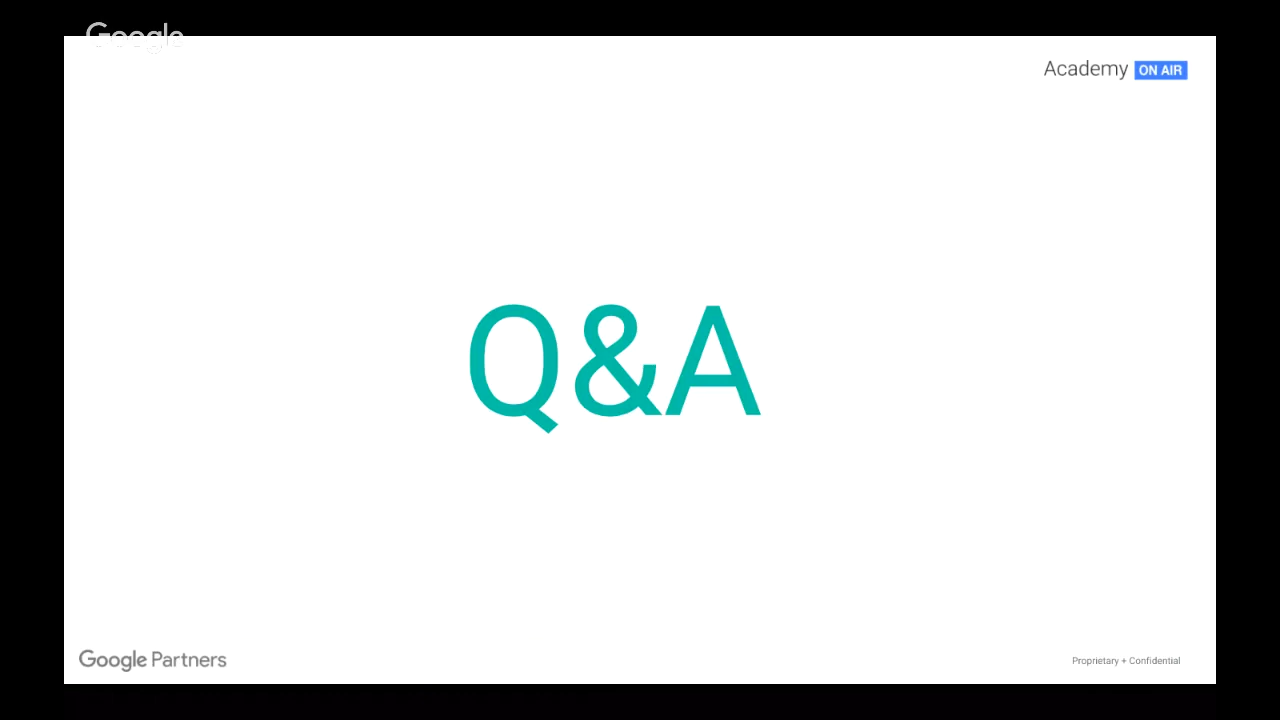 Google
Academy ON AIR
Q&A
Google Partners
Proprietary + Confidential